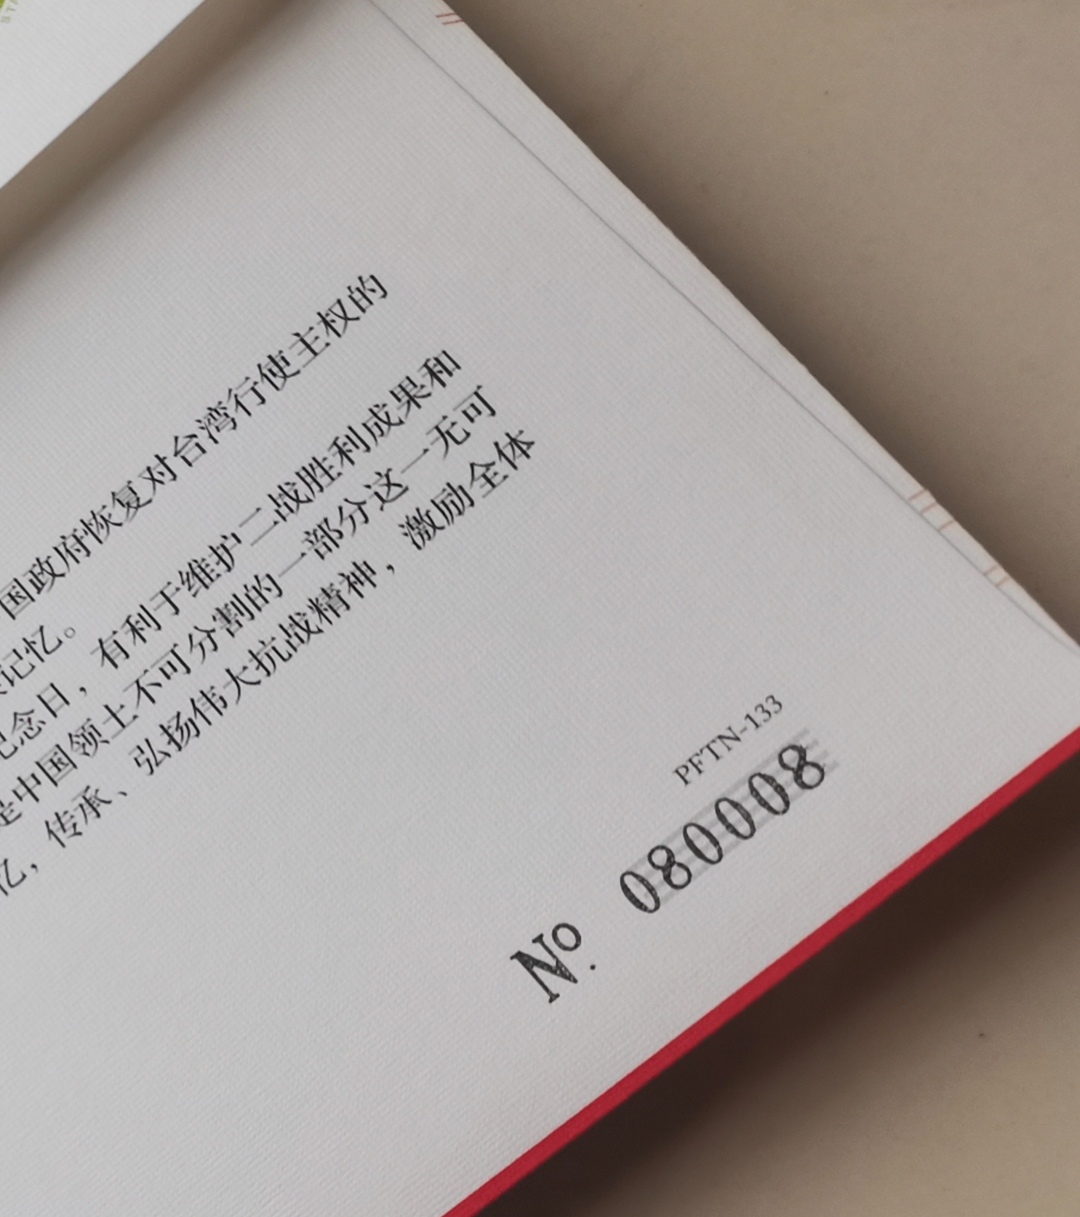 国政府恢复对台湾行使主权的
记忆。
念日，有利于维护二战胜利成果和
是中国领土不可分割的一部分这一无可
忆，传承、弘扬伟大抗战精神，激励全体
PFTN-133
No. 080008